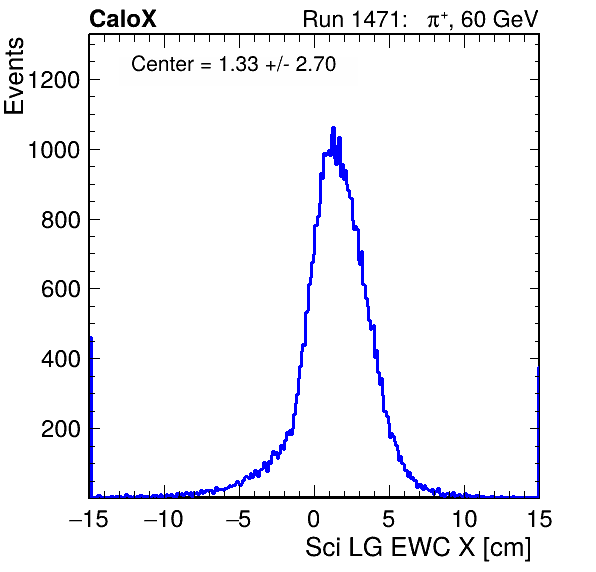 CaloX Run 1471: π⁺, 60 GeV
Center = 1.33 +/- 2.70
Events
1200
1000
800
600
400
200
−15 −10 −5 0 5 10 15
Sci LG EWC X [cm]